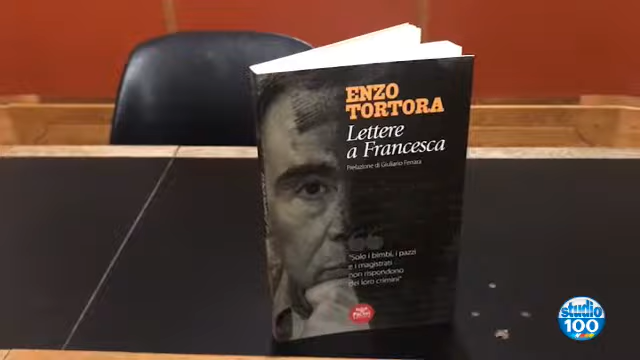 ENZO
TORTORA
Lettere
a Francesca
Prefazione di Giuliano Ferrara
"Solo i bimbi, i pazzi
e i magistrati
non rispondono
dei loro crimini"
studio
100